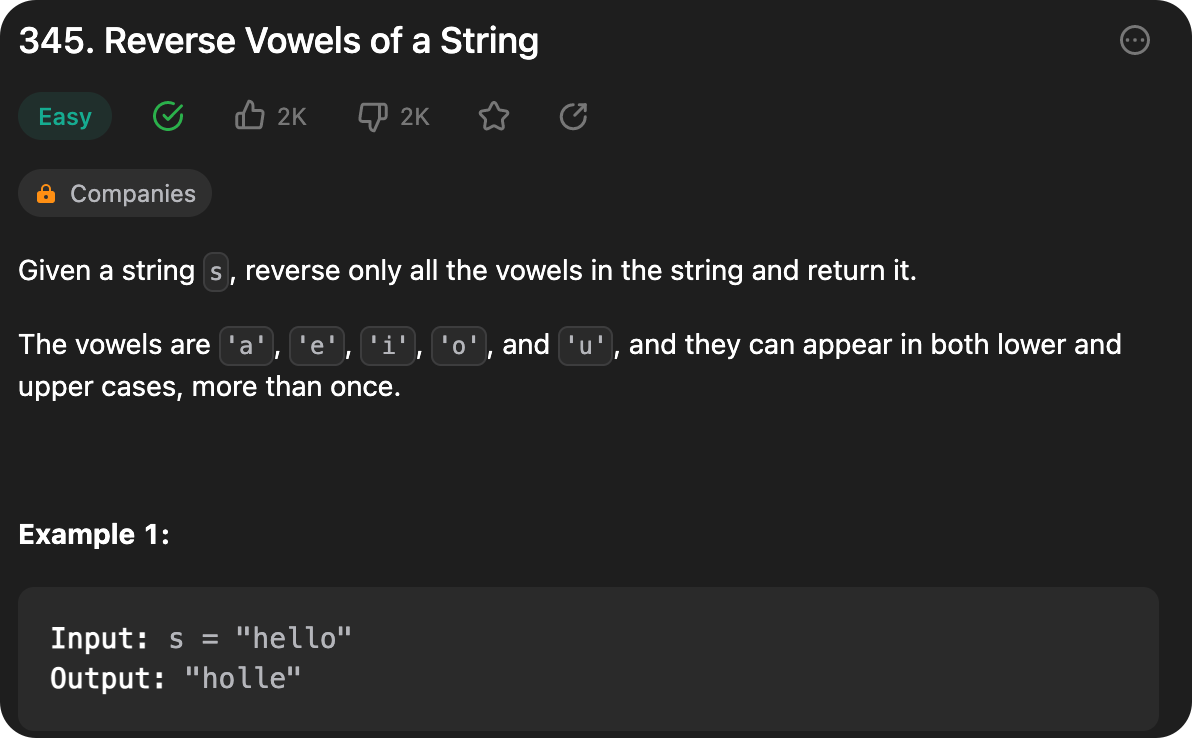 345. Reverse Vowels of a String
Easy 2K 2K
Companies
Given a string s, reverse only all the vowels in the string and return it.
The vowels are 'a', 'e', 'i', 'o', and 'u', and they can appear in both lower and
upper cases, more than once.
Example 1:
Input: s = "hello"
Output: "holle"